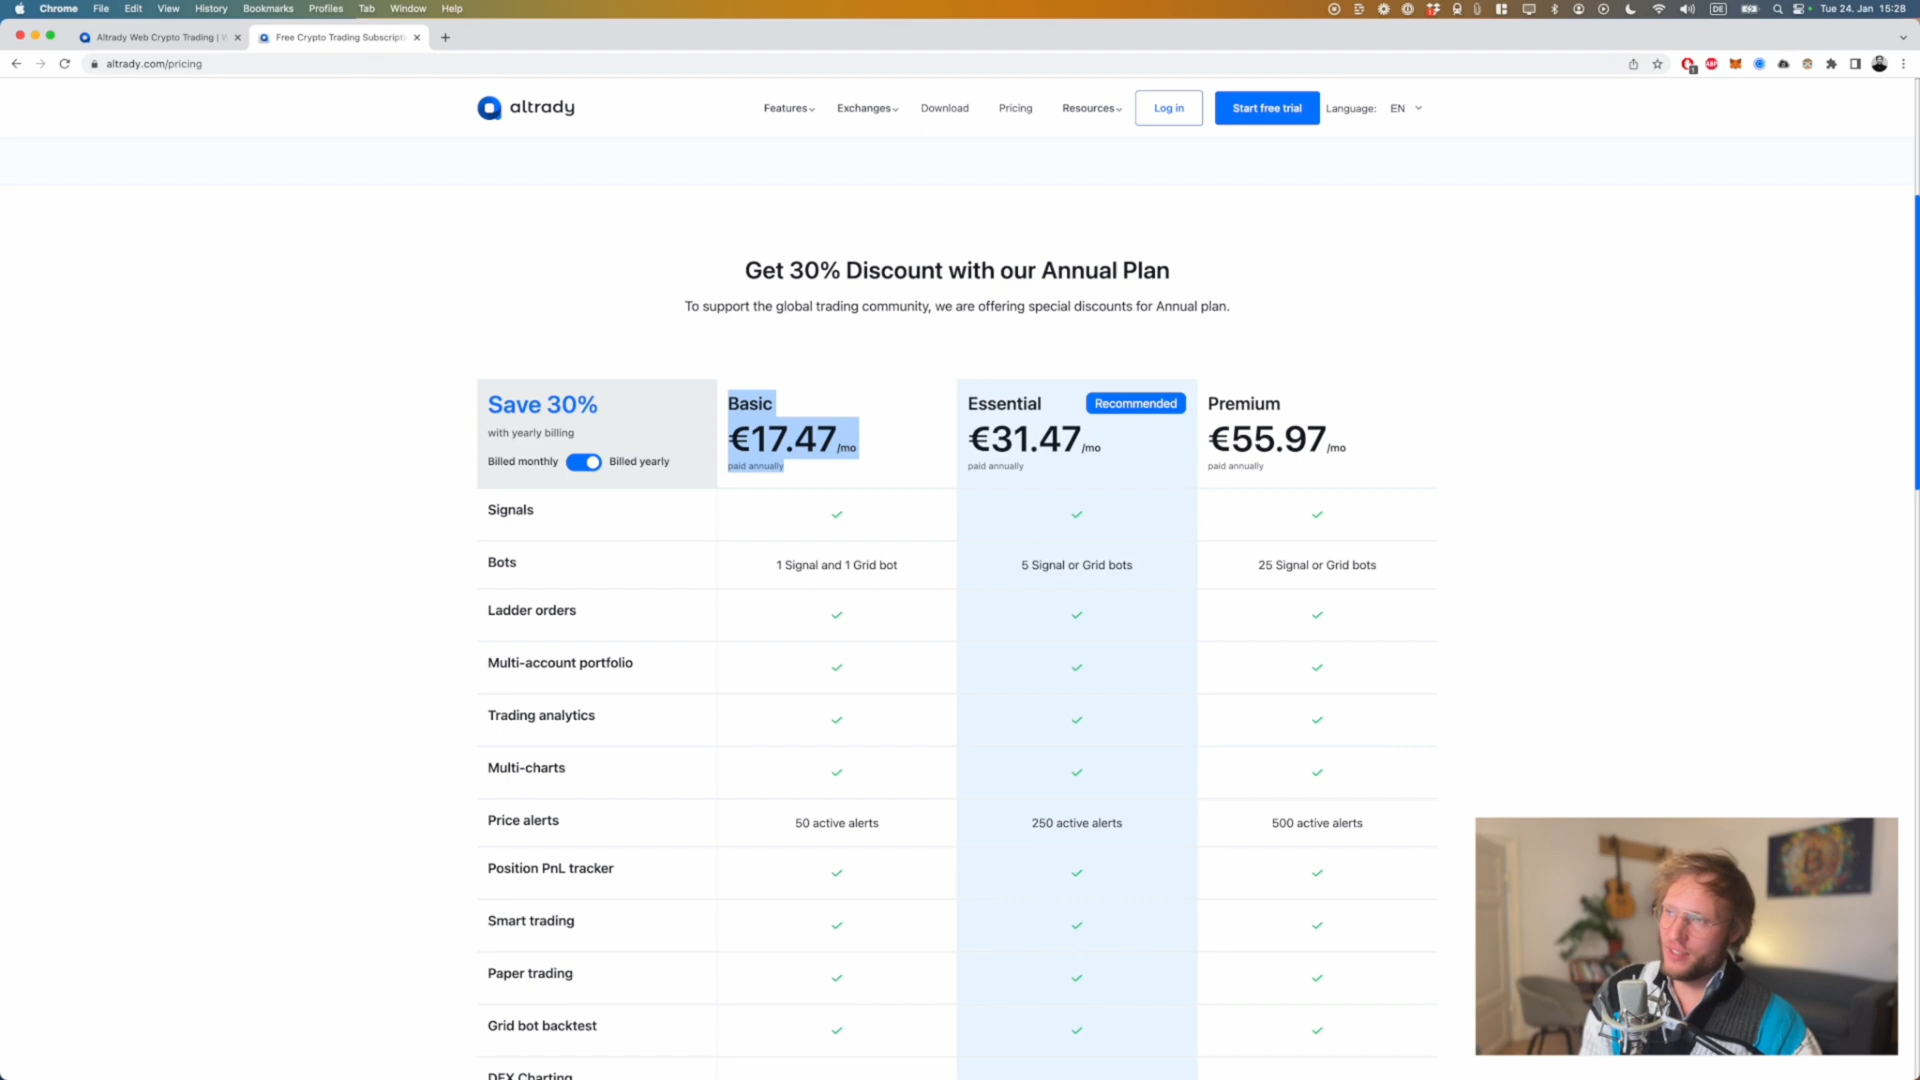 Chrome File Edit View History Bookmarks Profiles Tab Window Help
DE
Tue 24. Jan 15:28
Altrady Web Crypto Trading |
Free Crypto Trading Subscripti
altrady.com/pricing
altrady
Features Exchanges Download Pricing Resources Log in Start free trial Language: EN
Get 30% Discount with our Annual Plan
To support the global trading community, we are offering special discounts for Annual plan.
Save 30%
with yearly billing
Billed monthly Billed yearly
Basic
€17.47 /mo
paid annually
Essential Recommended
€31.47 /mo
paid annually
Premium
€55.97 /mo
paid annually
Signals
Bots 1 Signal and 1 Grid bot 5 Signal or Grid bots 25 Signal or Grid bots
Ladder orders
Multi-account portfolio
Trading analytics
Multi-charts
Price alerts 50 active alerts 250 active alerts 500 active alerts
Position PnL tracker
Smart trading
Paper trading
Grid bot backtest
DEX Charting